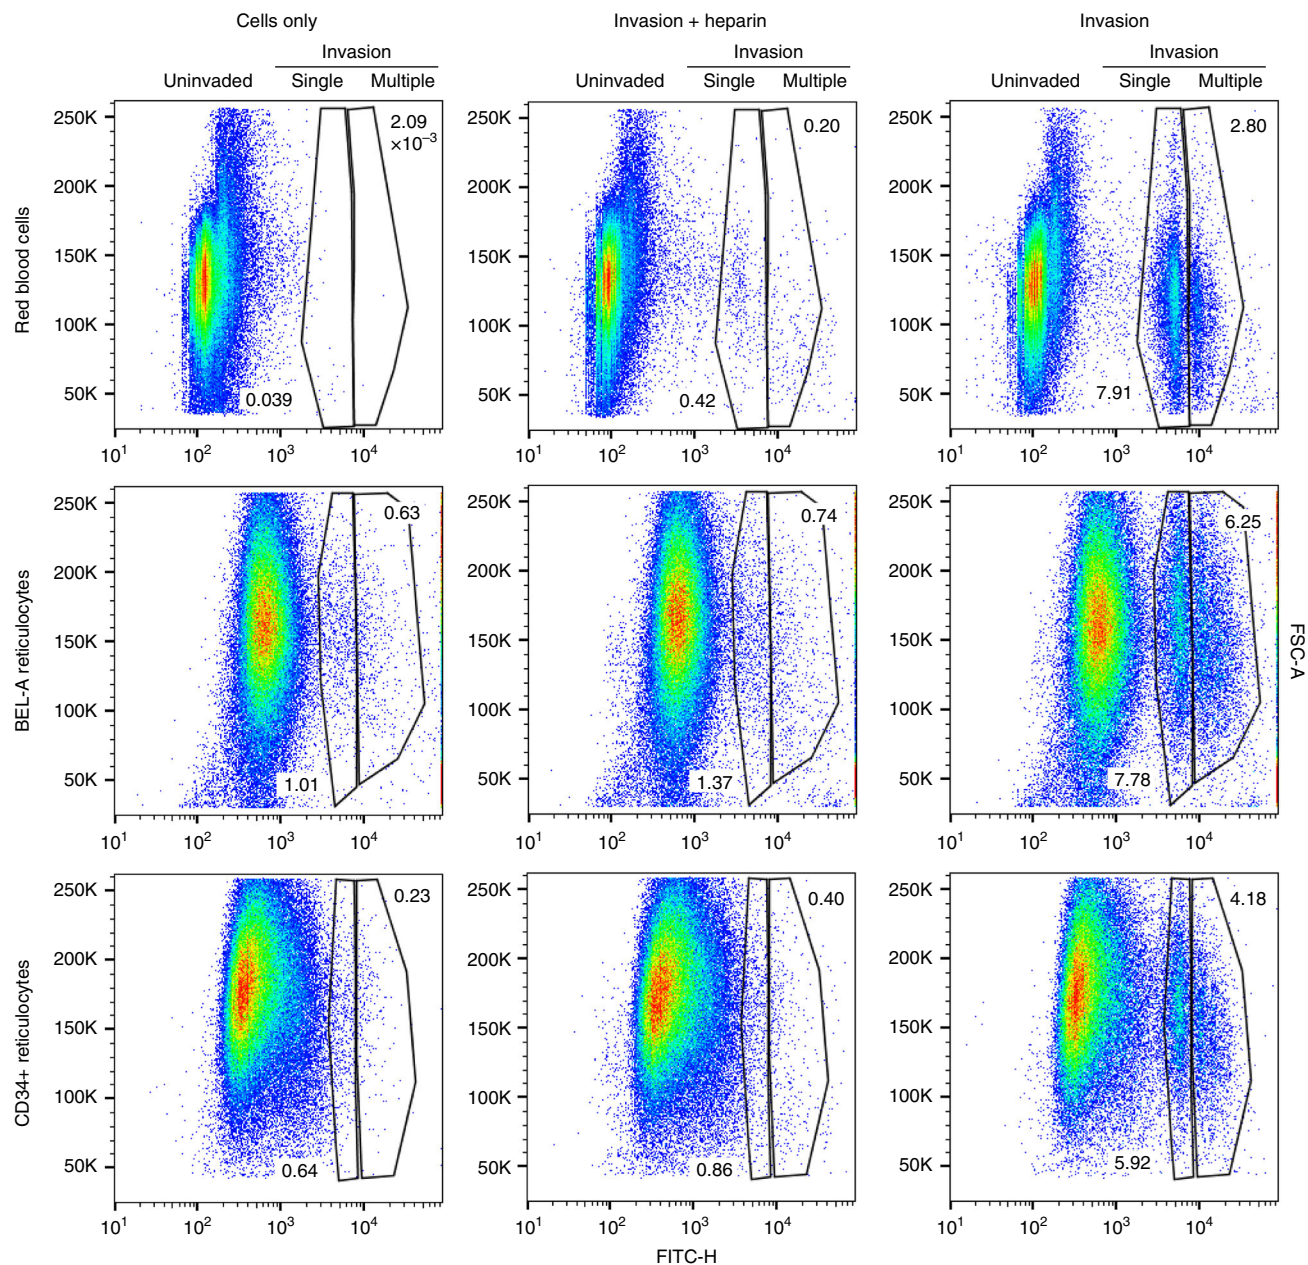 Cells only
Invasion + heparin
Invasion
Invasion
Invasion
Invasion
Uninvaded
Single
Multiple
Uninvaded
Single
Multiple
Uninvaded
Single
Multiple
Red blood cells
250K
200K
150K
100K
50K
2.09
×10⁻³
0.039
10¹
10²
10³
10⁴
250K
200K
150K
100K
50K
0.20
0.42
10¹
10²
10³
10⁴
250K
200K
150K
100K
50K
2.80
7.91
10¹
10²
10³
10⁴
BEL-A reticulocytes
250K
200K
150K
100K
50K
0.63
1.01
10¹
10²
10³
10⁴
250K
200K
150K
100K
50K
0.74
1.37
10¹
10²
10³
10⁴
250K
200K
150K
100K
50K
6.25
7.78
10¹
10²
10³
10⁴
FSC-A
CD34+ reticulocytes
250K
200K
150K
100K
50K
0.23
0.64
10¹
10²
10³
10⁴
250K
200K
150K
100K
50K
0.40
0.86
10¹
10²
10³
10⁴
250K
200K
150K
100K
50K
4.18
5.92
10¹
10²
10³
10⁴
FITC-H